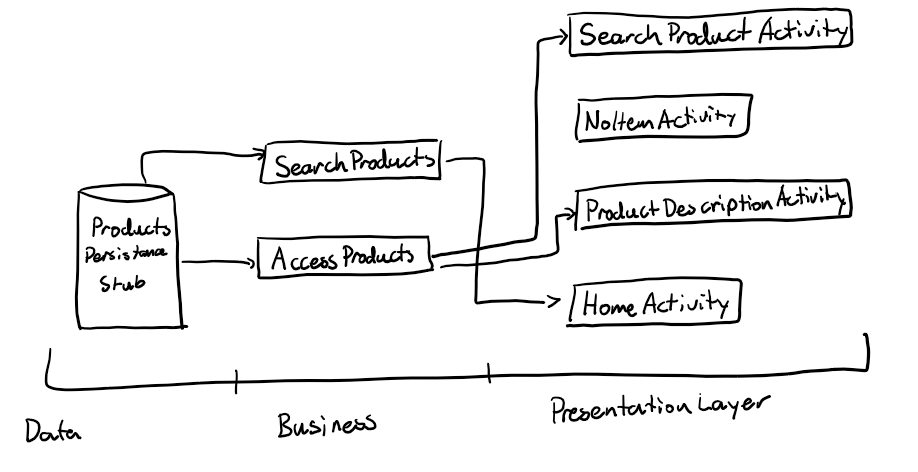 Search Product Activity
NoItem Activity
Search Products
Product Description Activity
Products
Persistance
Stub
Access Products
Home Activity
Data
Business
Presentation Layer